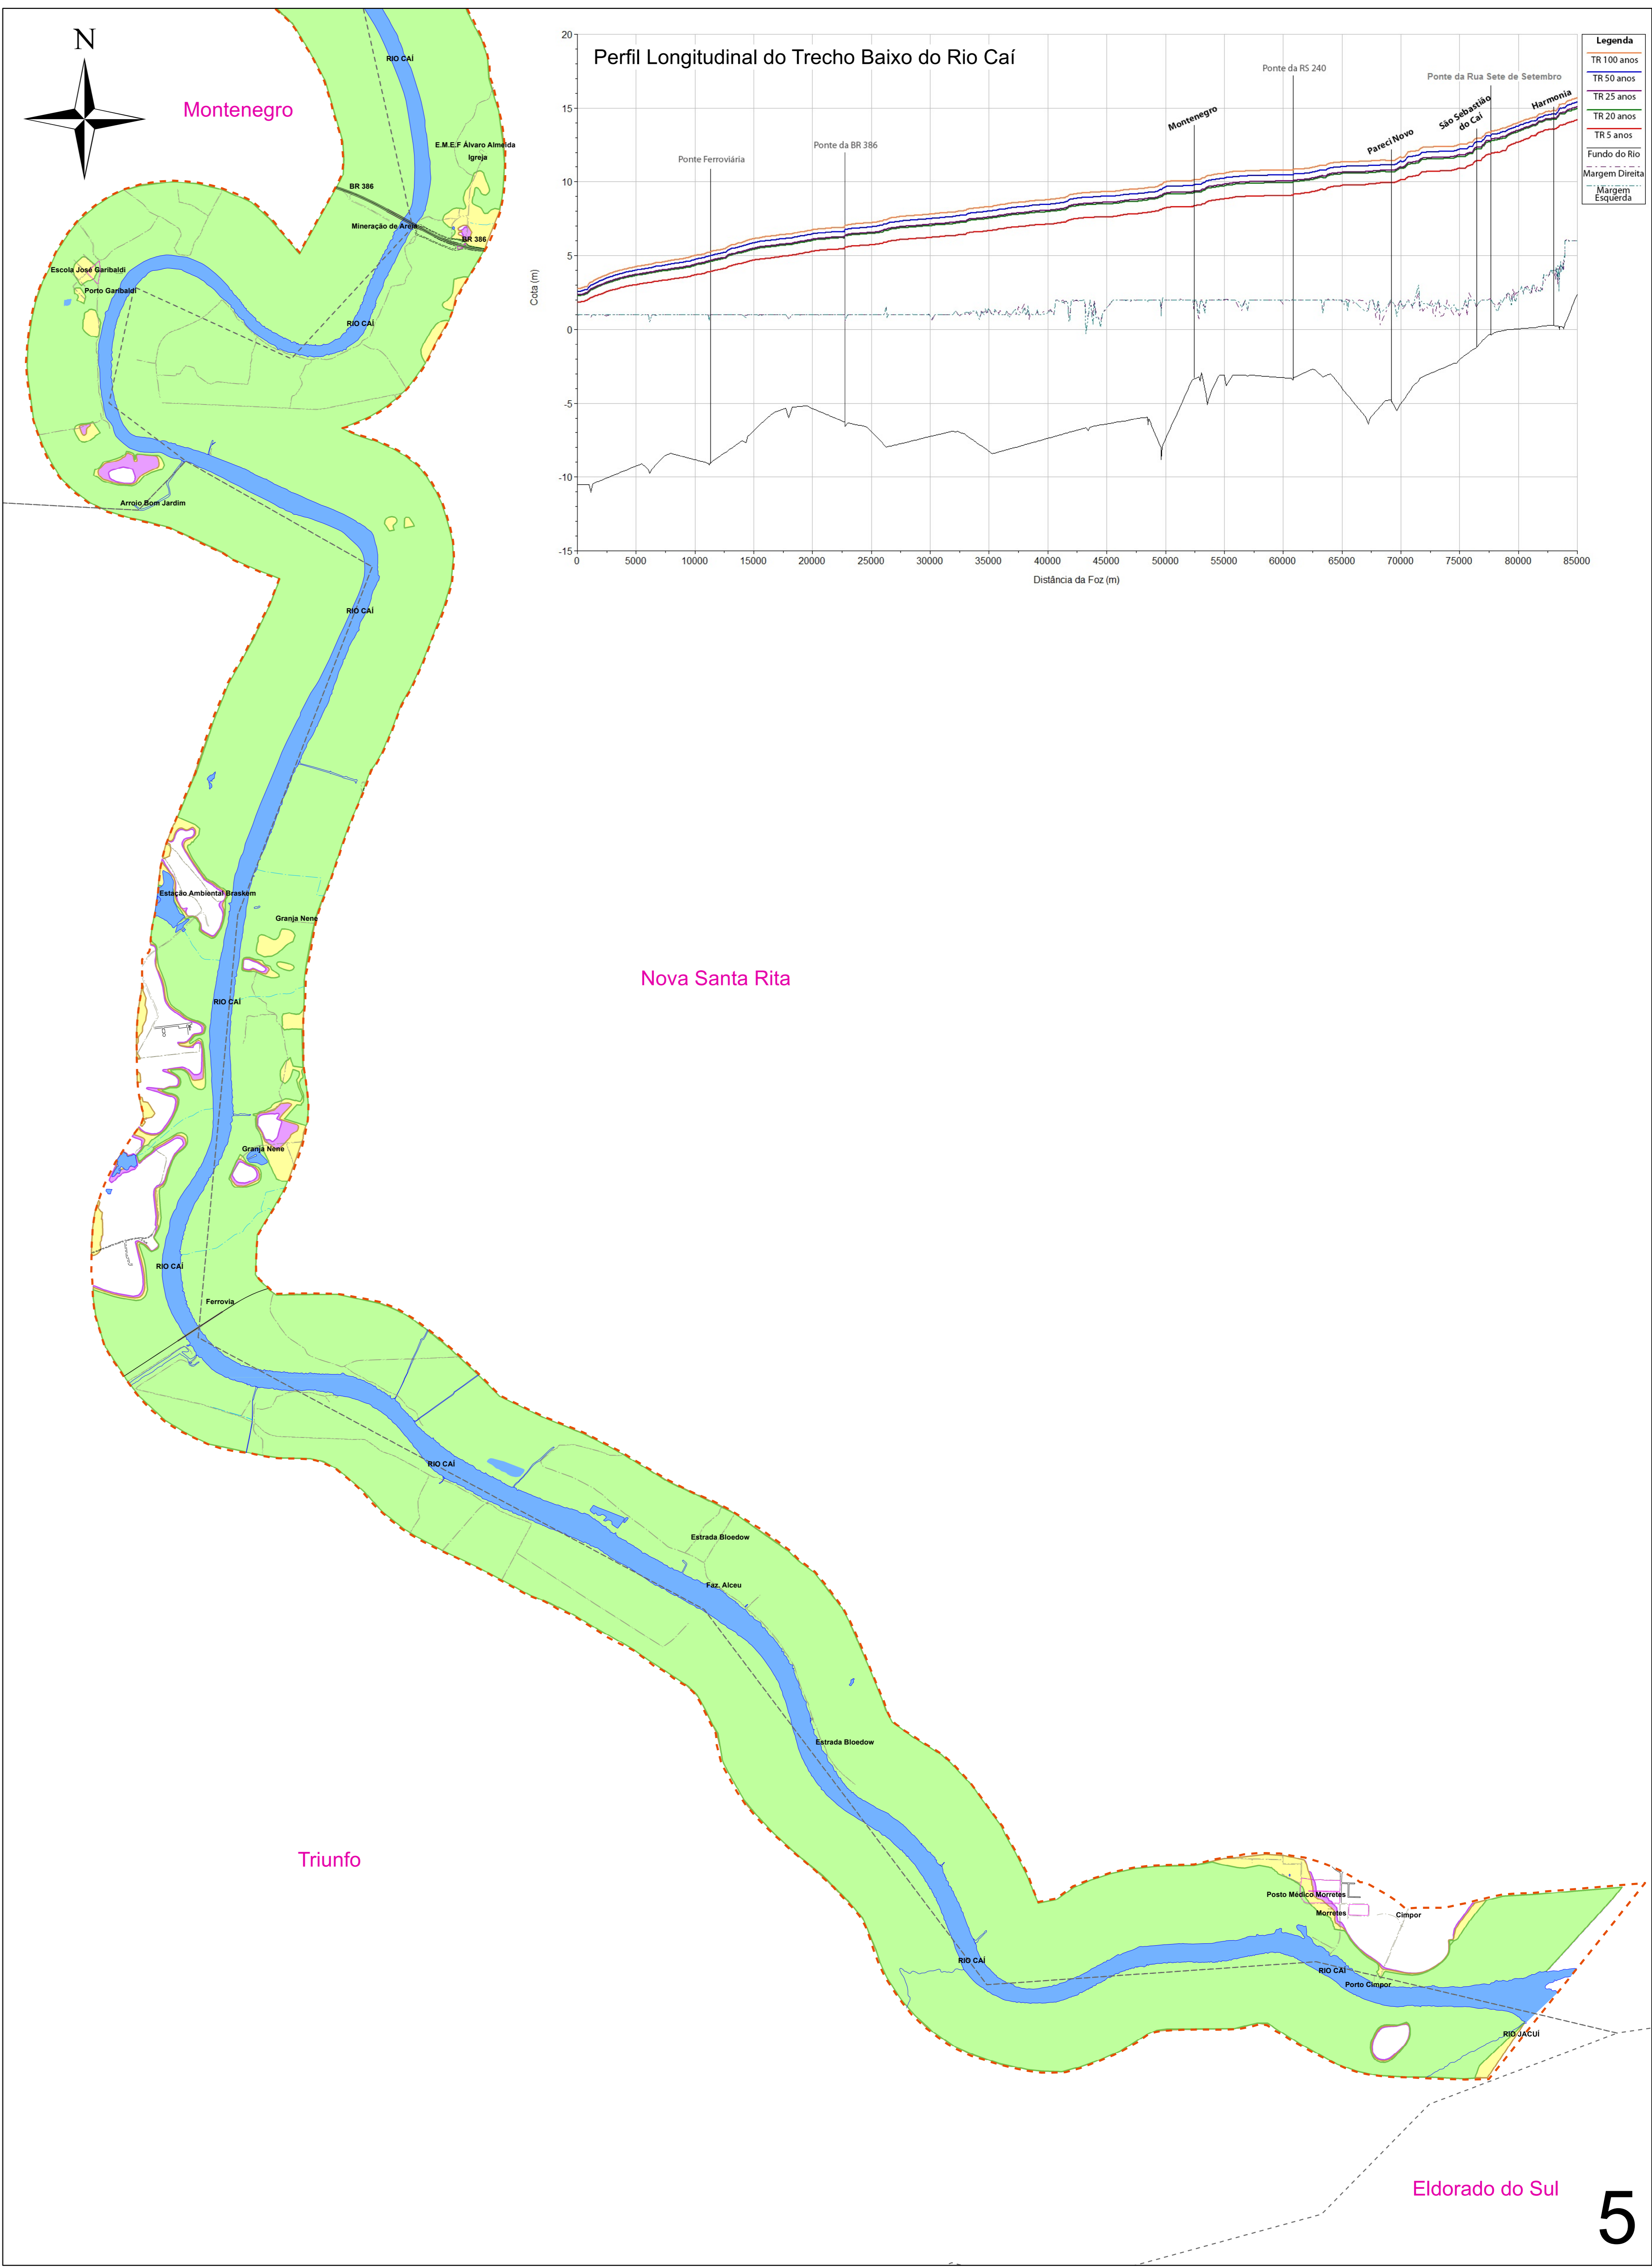 N
Montenegro
RIO CAÍ
E.M.E.F Álvaro Almeida
Igreja
BR 386
Mineração de Areia
BR 386
Escola José Garibaldi
Porto Garibaldi
RIO CAÍ
Arroio Bom Jardim
RIO CAÍ
Perfil Longitudinal do Trecho Baixo do Rio Caí
Ponte Ferroviária
Ponte da BR 386
Montenegro
Ponte da RS 240
Pareci Novo
São Sebastião
do Caí
Ponte da Rua Sete de Setembro
Harmonia
Cota (m)
20
15
10
5
0
-5
-10
-15
0 5000 10000 15000 20000 25000 30000 35000 40000 45000 50000 55000 60000 65000 70000 75000 80000 85000
Distância da Foz (m)
Legenda
TR 100 anos
TR 50 anos
TR 25 anos
TR 20 anos
TR 5 anos
Fundo do Rio
Margem Direita
Margem
Esquerda
Estação Ambiental Braskem
Granja Nene
Nova Santa Rita
RIO CAÍ
Granja Nene
RIO CAÍ
Ferrovia
RIO CAÍ
Estrada Bloedow
Faz. Alceu
Estrada Bloedow
Triunfo
Posto Médico Morretes
Morretes
Cimpor
RIO CAÍ
RIO CAÍ
Porto Cimpor
RIO JACUÍ
Eldorado do Sul
5